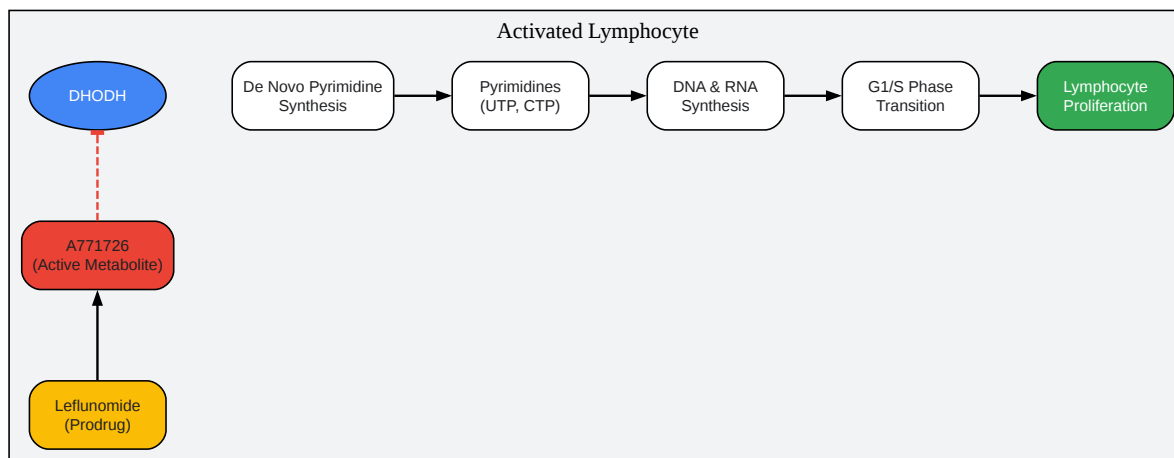 Activated Lymphocyte
DHODH
De Novo Pyrimidine
Synthesis
Pyrimidines
(UTP, CTP)
DNA & RNA
Synthesis
G1/S Phase
Transition
Lymphocyte
Proliferation
A771726
(Active Metabolite)
Leflunomide
(Prodrug)